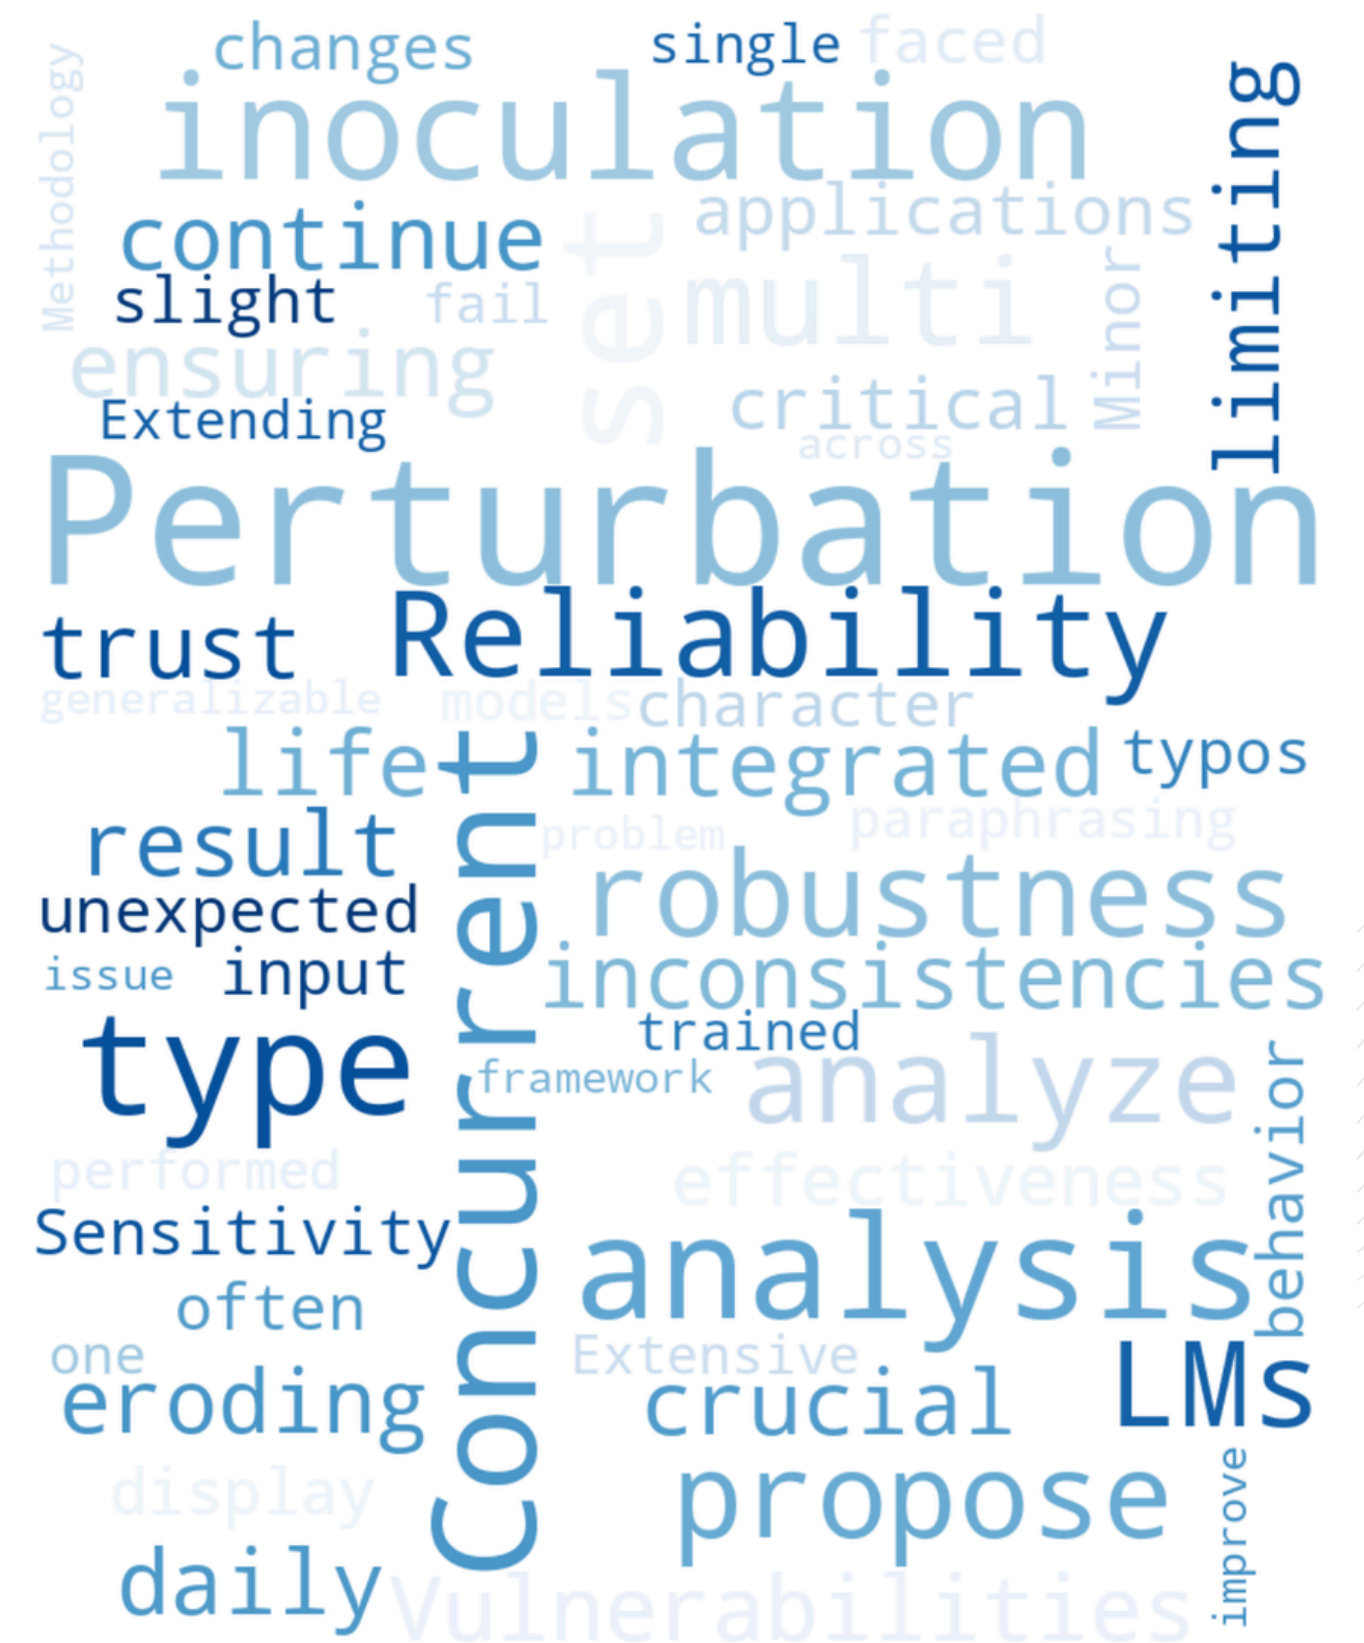 changes
single
faced
Methodology
inoculation
limiting
continue
set
applications
slight
fail
multi
Minor
ensuring
Extending
critical
across
Perturbation
trust
Reliability
generalizable
models
character
life
integrated
typos
Concurrent
result
problem
paraphrasing
unexpected
robustness
issue
input
inconsistencies
type
trained
framework
analyze
behavior
performed
effectiveness
Sensitivity
analysis
often
one
Extensive
eroding
crucial
LMs
display
propose
improve
daily
Vulnerabilities